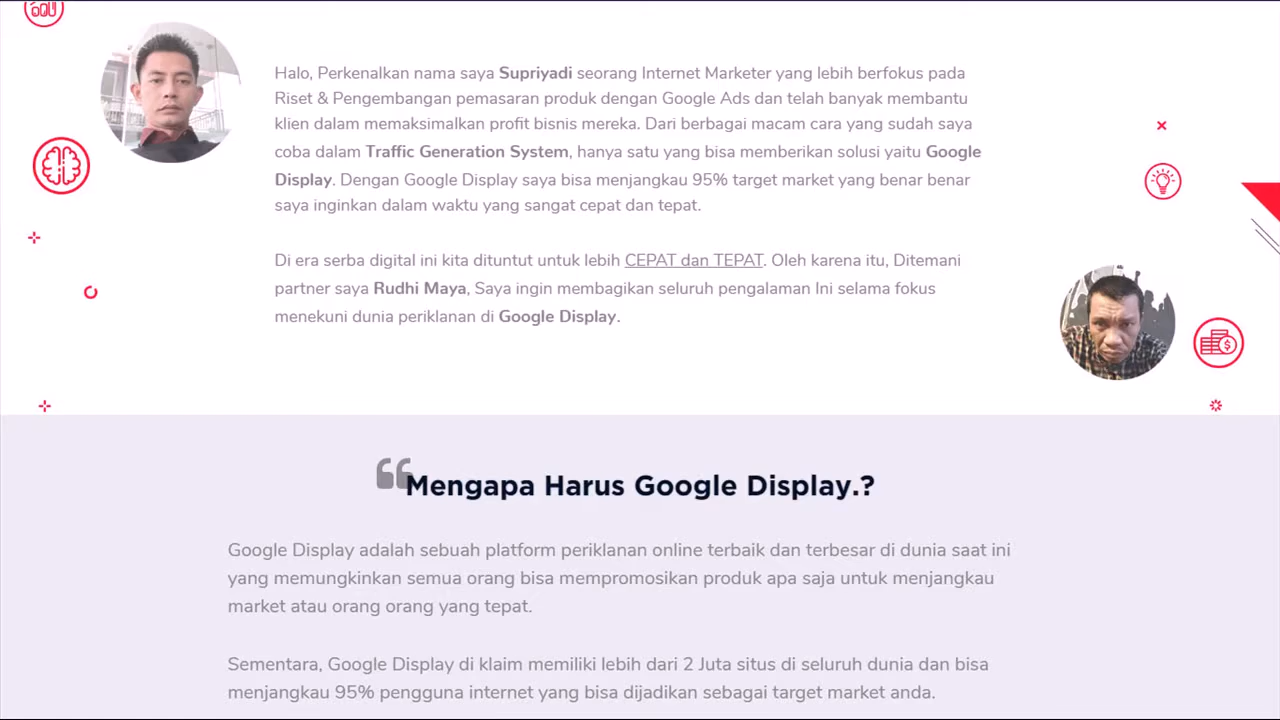 Halo, Perkenalkan nama saya Supriyadi seorang Internet Marketer yang lebih berfokus pada
Riset & Pengembangan pemasaran produk dengan Google Ads dan telah banyak membantu
klien dalam memaksimalkan profit bisnis mereka. Dari berbagai macam cara yang sudah saya
coba dalam Traffic Generation System, hanya satu yang bisa memberikan solusi yaitu Google
Display. Dengan Google Display saya bisa menjangkau 95% target market yang benar benar
saya inginkan dalam waktu yang sangat cepat dan tepat.
Di era serba digital ini kita dituntut untuk lebih CEPAT dan TEPAT. Oleh karena itu, Ditemani
partner saya Rudhi Maya, Saya ingin membagikan seluruh pengalaman Ini selama fokus
menekuni dunia periklanan di Google Display.
“Mengapa Harus Google Display.?
Google Display adalah sebuah platform periklanan online terbaik dan terbesar di dunia saat ini
yang memungkinkan semua orang bisa mempromosikan produk apa saja untuk menjangkau
market atau orang orang yang tepat.
Sementara, Google Display di klaim memiliki lebih dari 2 Juta situs di seluruh dunia dan bisa
menjangkau 95% pengguna internet yang bisa dijadikan sebagai target market anda.